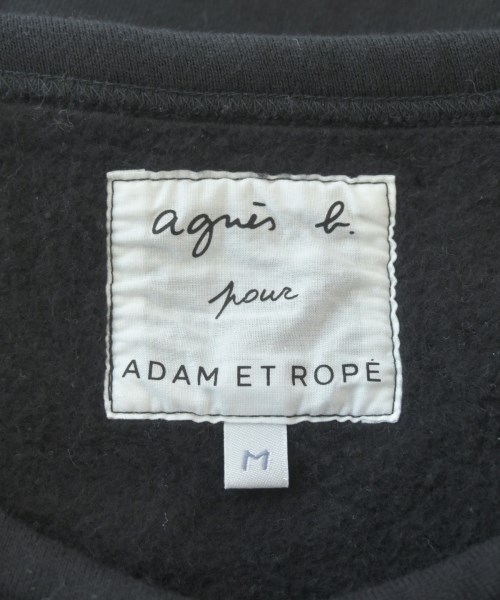 agnès b.
pour
ADAM ET ROPÉ
M